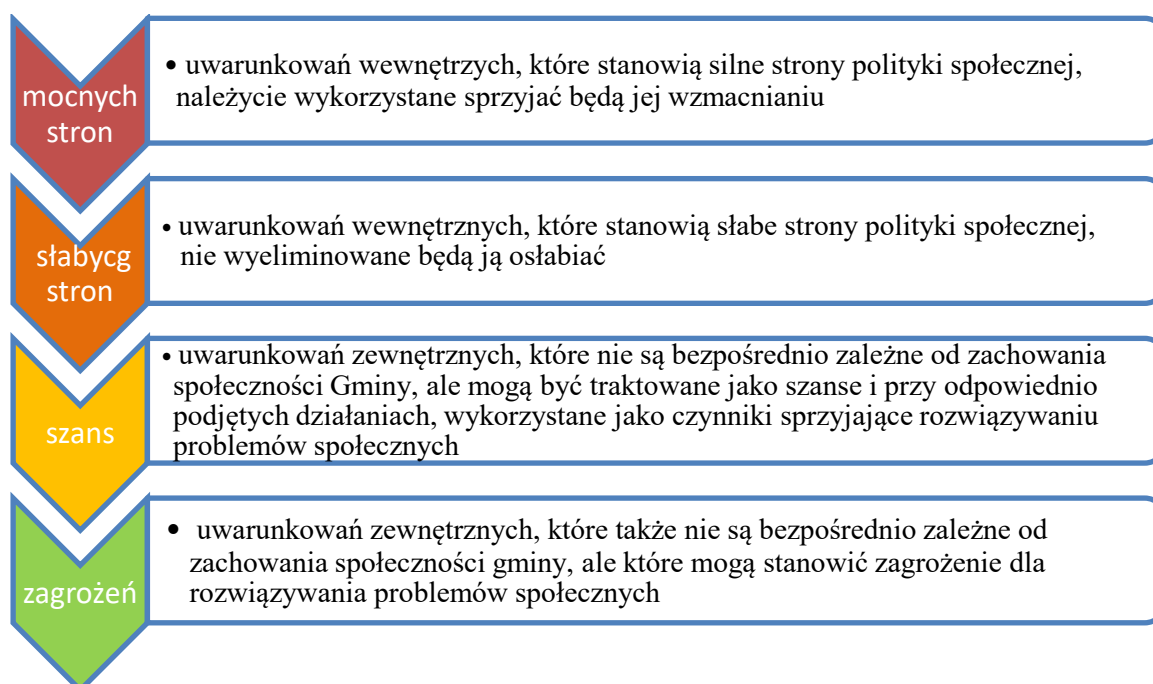 mocnych
stron
• uwarunkowań wewnętrzych, które stanowią silne strony polityki społecznej,
należycie wykorzystane sprzyjać będą jej wzmacnianiu
słabycg
stron
• uwarunkowań wewnętrznych, które stanowią słabe strony polityki społecznej,
nie wyeliminowane będą ją osłabiać
szans
• uwarunkowań zewnętrznych, które nie są bezpośrednio zależne od zachowania
społeczności Gminy, ale mogą być traktowane jako szanse i przy odpowiednio
podjętych działaniach, wykorzystane jako czynniki sprzyjające rozwiązywaniu
problemów społecznych
zagrożeń
• uwarunkowań zewnętrznych, które także nie są bezpośrednio zależne od
zachowania społeczności gminy, ale które mogą stanowić zagrożenie dla
rozwiązywania problemów społecznych